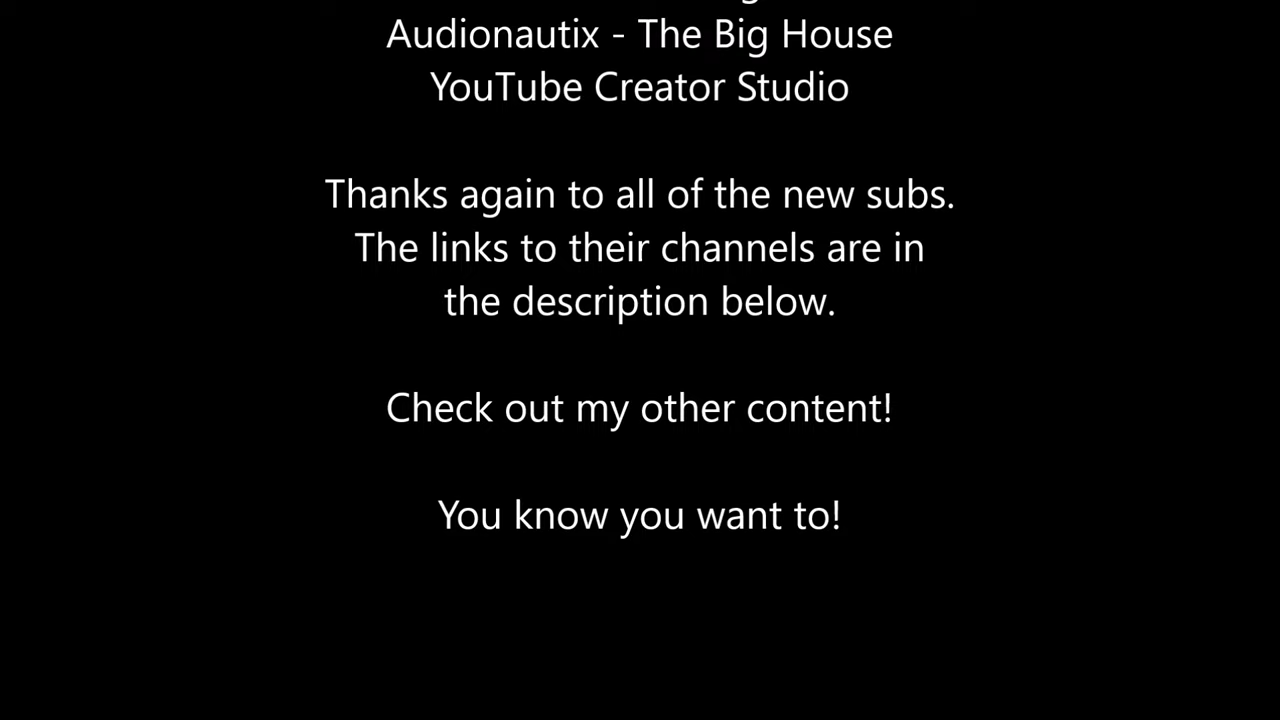 Audionautix - The Big House
YouTube Creator Studio
Thanks again to all of the new subs.
The links to their channels are in
the description below.
Check out my other content!
You know you want to!